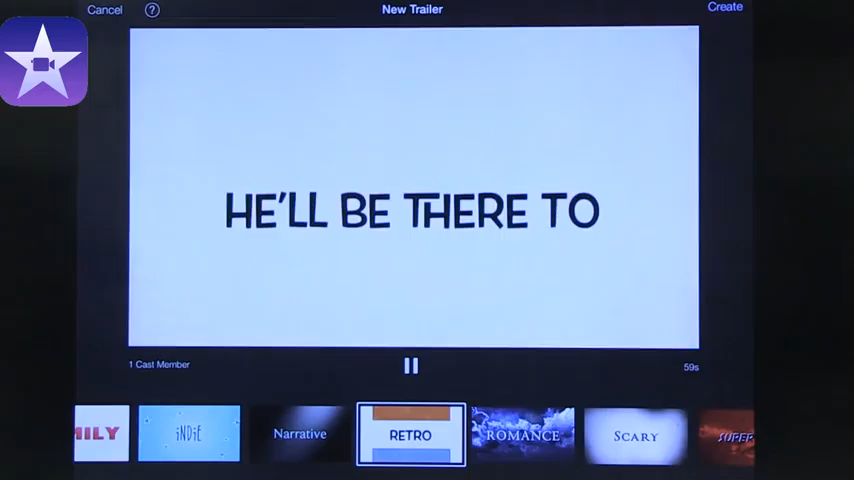 Cancel
?
New Trailer
Create
HE'LL BE THERE TO
1 Cast Member
59s
MILY
iNDiE
Narrative
RETRO
ROMANCE
SCARY
SUPER